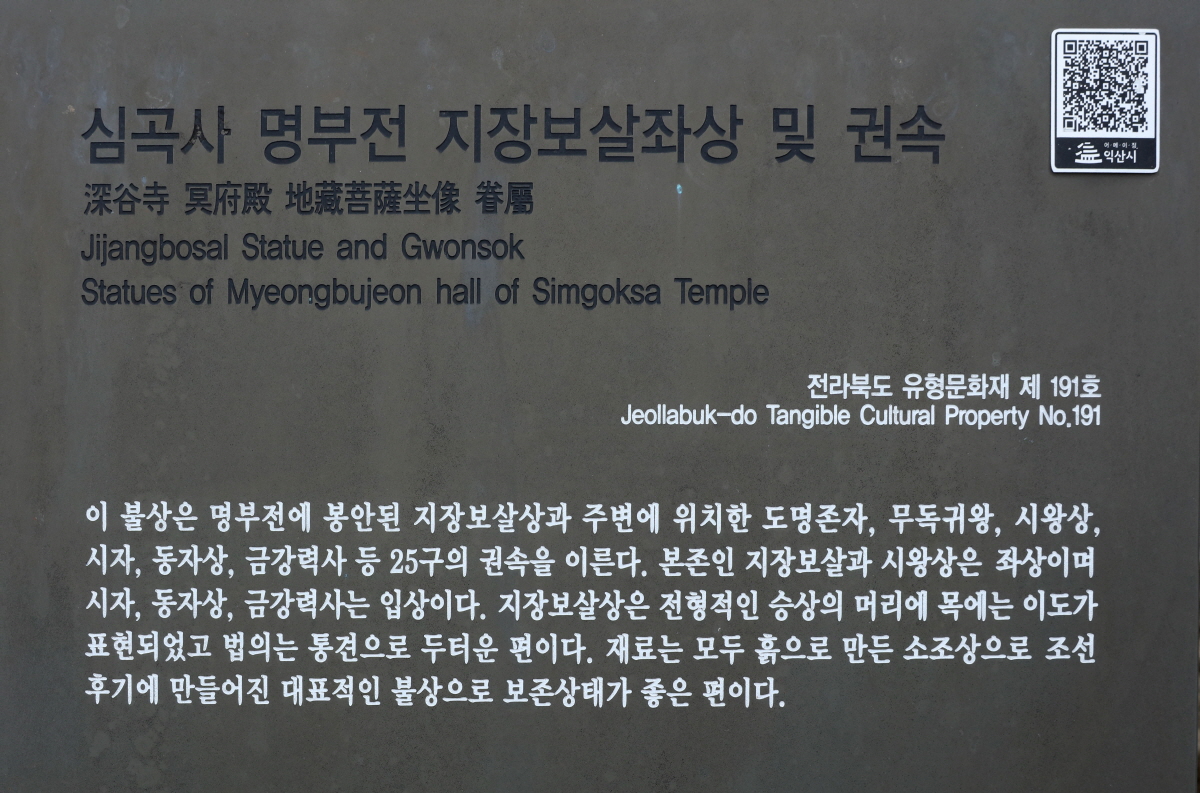 심곡사 명부전 지장보살좌상 및 권속
深谷寺 冥府殿 地藏菩薩坐像 眷屬
Jijangbosal Statue and Gwonsok
Statues of Myeongbujeon hall of Simgoksa Temple
어·메·이·징
익산시
전라북도 유형문화재 제 191호
Jeollabuk-do Tangible Cultural Property No.191
이 불상은 명부전에 봉안된 지장보살상과 주변에 위치한 도명존자, 무독귀왕, 시왕상,
시자, 동자상, 금강력사 등 25구의 권속을 이른다. 본존인 지장보살과 시왕상은 좌상이며
시자, 동자상, 금강력사는 입상이다. 지장보살상은 전형적인 승상의 머리에 목에는 이도가
표현되었고 법의는 통견으로 두터운 편이다. 재료는 모두 흙으로 만든 소조상으로 조선
후기에 만들어진 대표적인 불상으로 보존상태가 좋은 편이다.